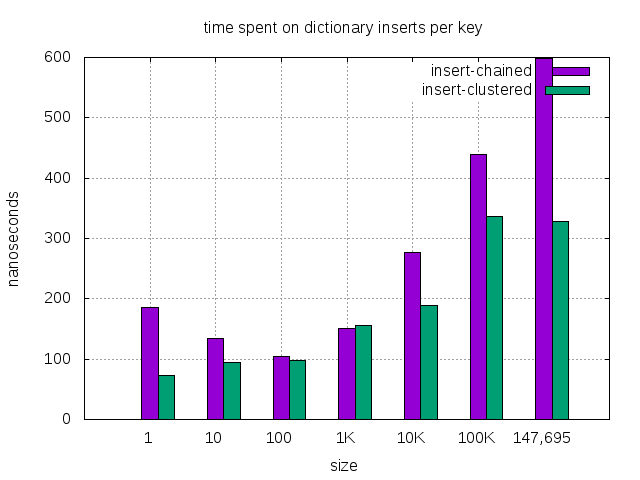 time spent on dictionary inserts per key
insert-chained
insert-clustered
600
500
400
300
200
100
0
nanoseconds
1 10 100 1K 10K 100K 147,695
size